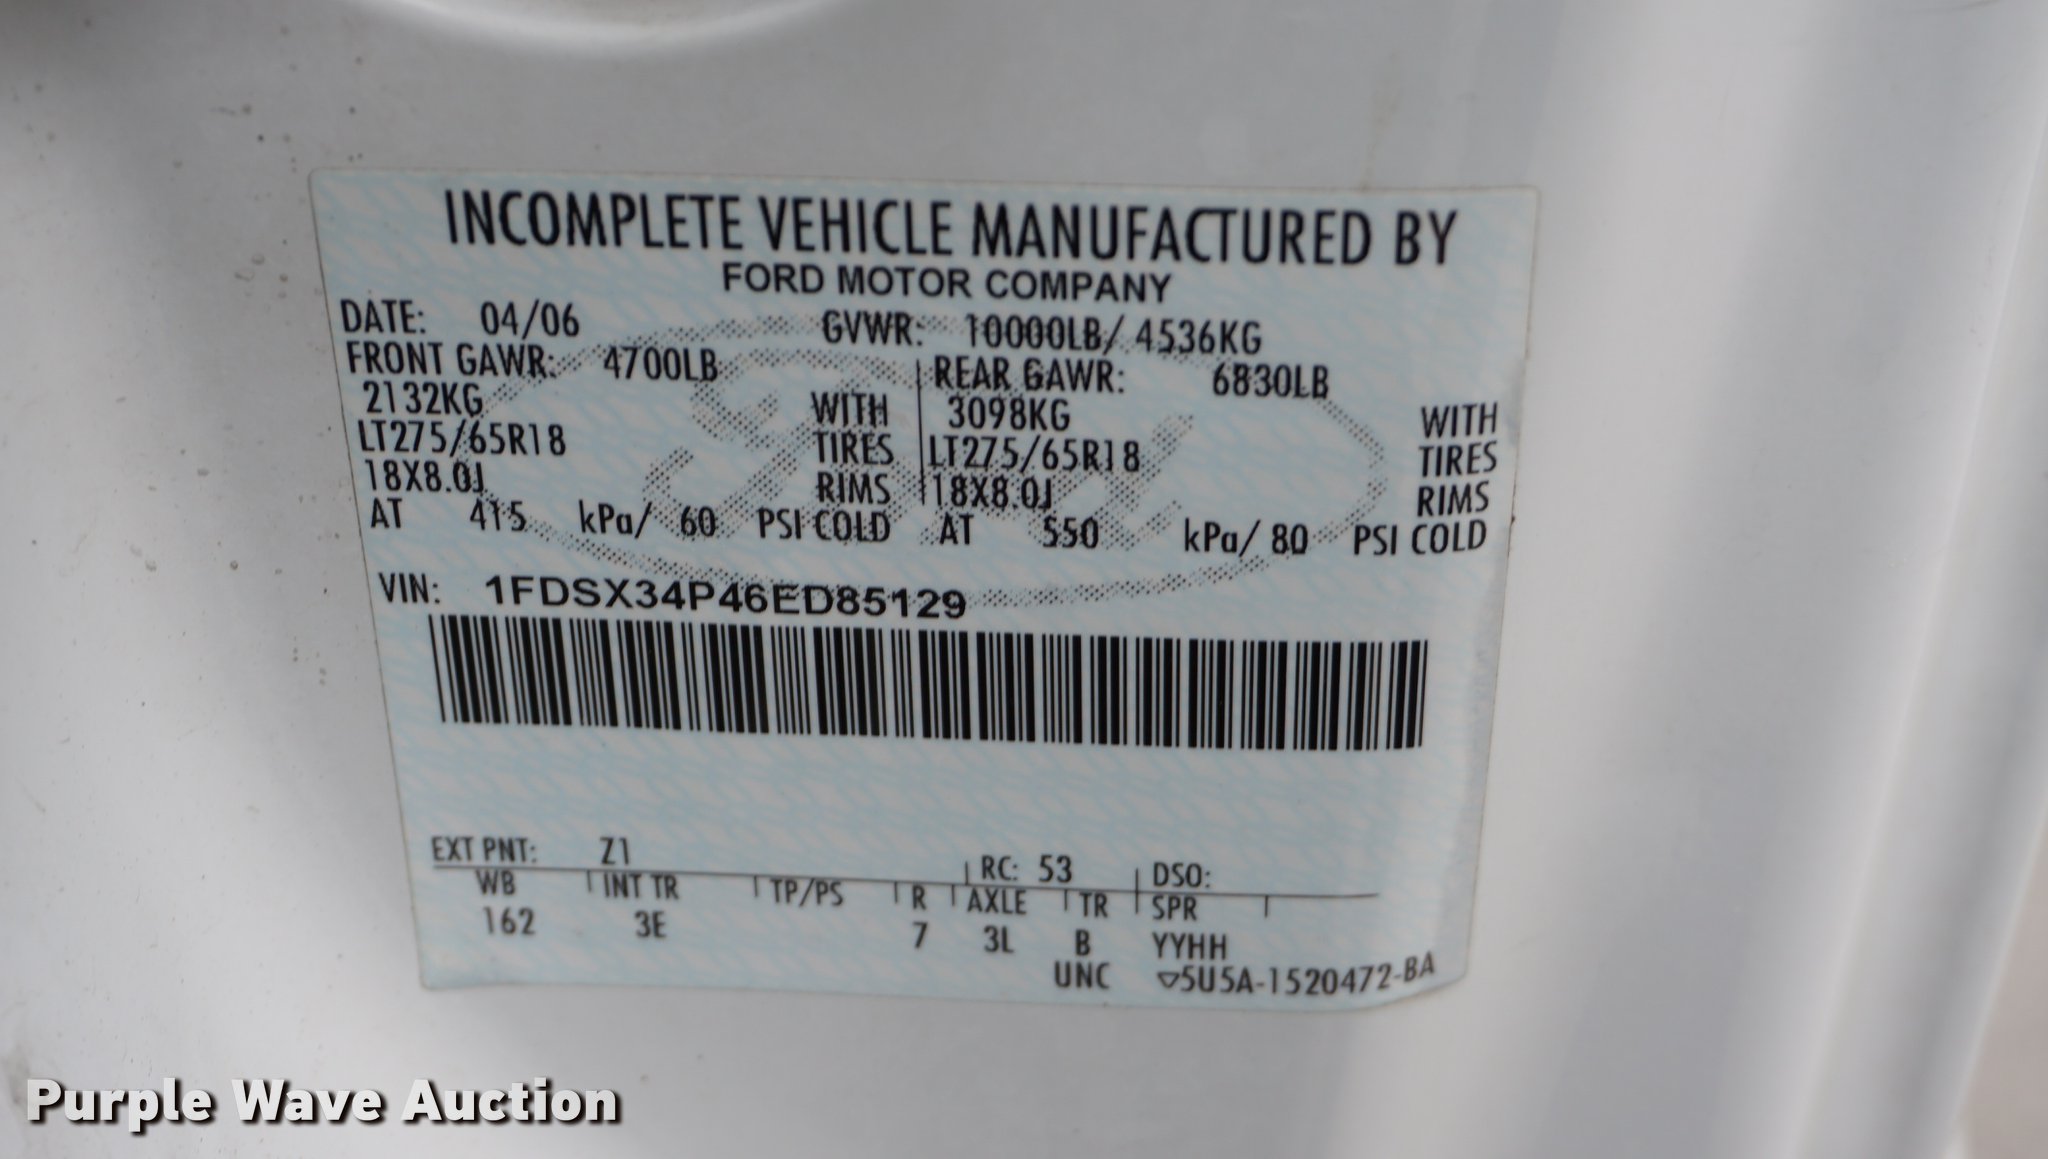 INCOMPLETE VEHICLE MANUFACTURED BY
FORD MOTOR COMPANY
DATE: 04/06 GVWR: 10000LB/ 4536KG
FRONT GAWR: 4700LB REAR GAWR: 6830LB
2132KG WITH 3098KG WITH
LT275/65R18 TIRES LT275/65R18 TIRES
18X8.0J RIMS 18X8.0J RIMS
AT 415 kPa/ 60 PSI COLD AT 550 kPa/ 80 PSI COLD
VIN: 1FDSX34P46ED85129
EXT PNT: Z1 RC: 53 DSO:
WB INT TR TP/PS R AXLE TR SPR
162 3E 7 3L B YYHH
UNC ▽5U5A-1520472-BA
Purple Wave Auction